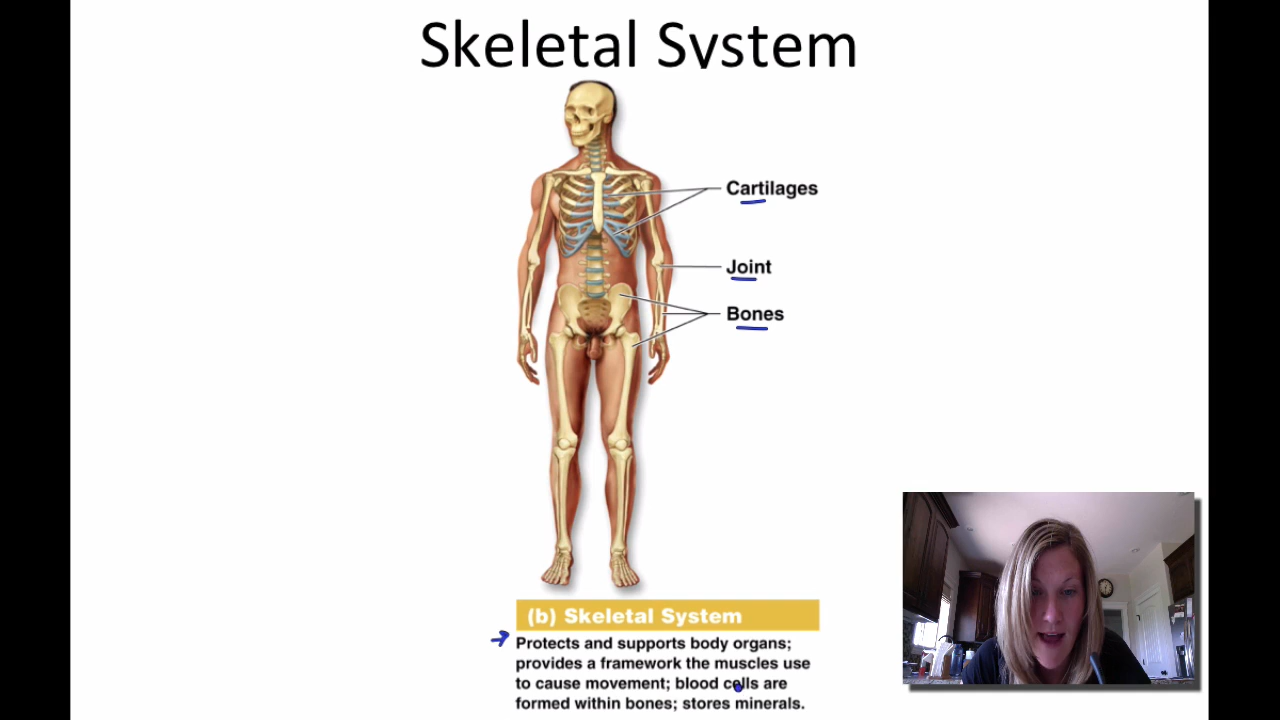 Skeletal System
Cartilages
Joint
Bones
(b) Skeletal System
Protects and supports body organs;
provides a framework the muscles use
to cause movement; blood cells are
formed within bones; stores minerals.